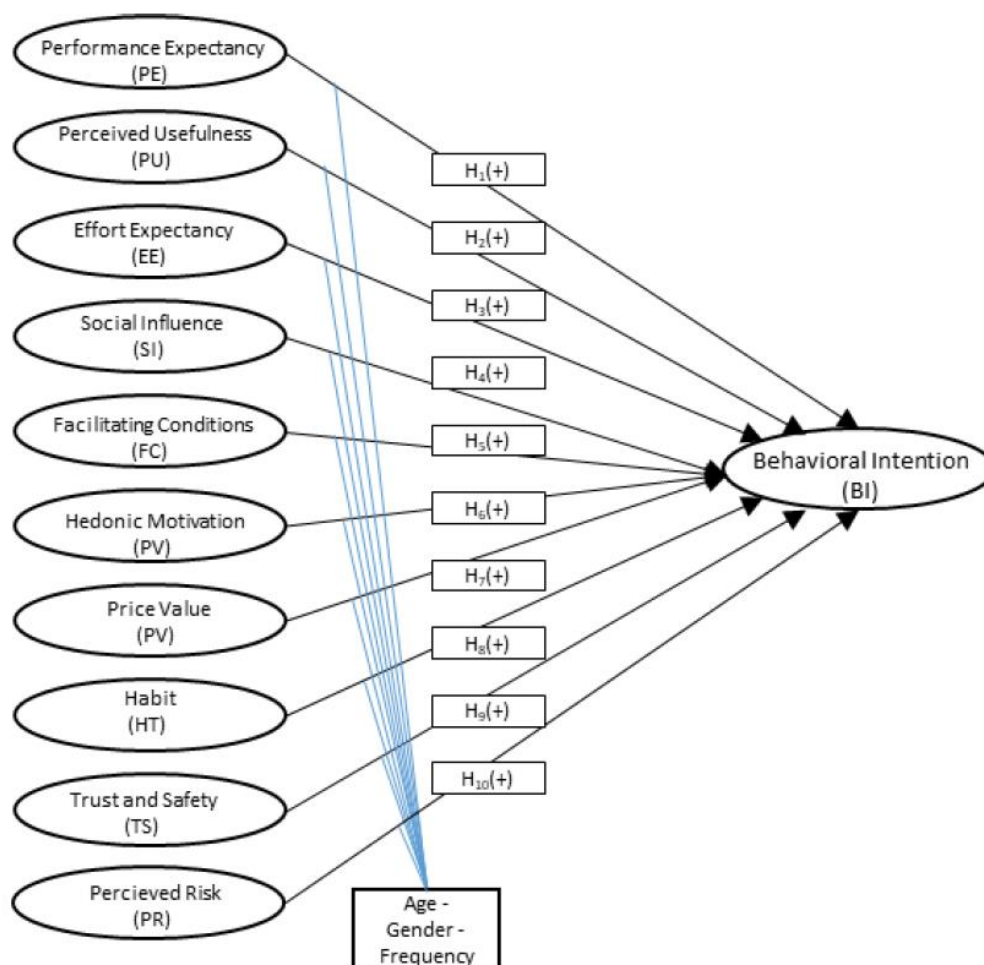 Performance Expectancy
(PE)
Perceived Usefulness
(PU)
Effort Expectancy
(EE)
Social Influence
(SI)
Facilitating Conditions
(FC)
Hedonic Motivation
(PV)
Price Value
(PV)
Habit
(HT)
Trust and Safety
(TS)
Percieved Risk
(PR)
H₁(+)
H₂(+)
H₃(+)
H₄(+)
H₅(+)
H₆(+)
H₇(+)
H₈(+)
H₉(+)
H₁₀(+)
Behavioral Intention
(BI)
Age -
Gender -
Frequency